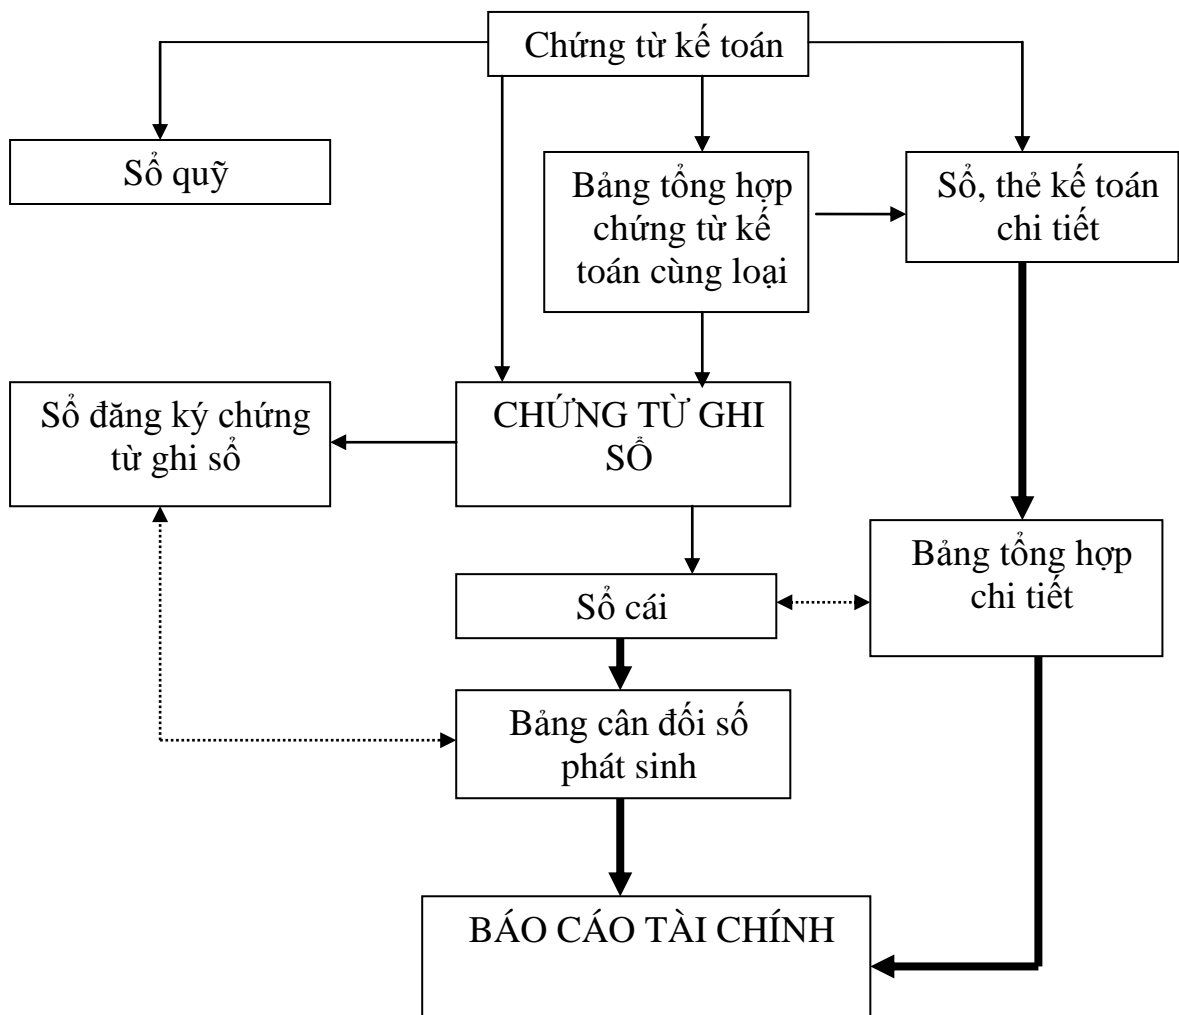 Chứng từ kế toán
Sổ quỹ
Bảng tổng hợp
chứng từ kế
toán cùng loại
Sổ, thẻ kế toán
chi tiết
Sổ đăng ký chứng
từ ghi sổ
CHỨNG TỪ GHI
SỔ
Bảng tổng hợp
chi tiết
Sổ cái
Bảng cân đối số
phát sinh
BÁO CÁO TÀI CHÍNH